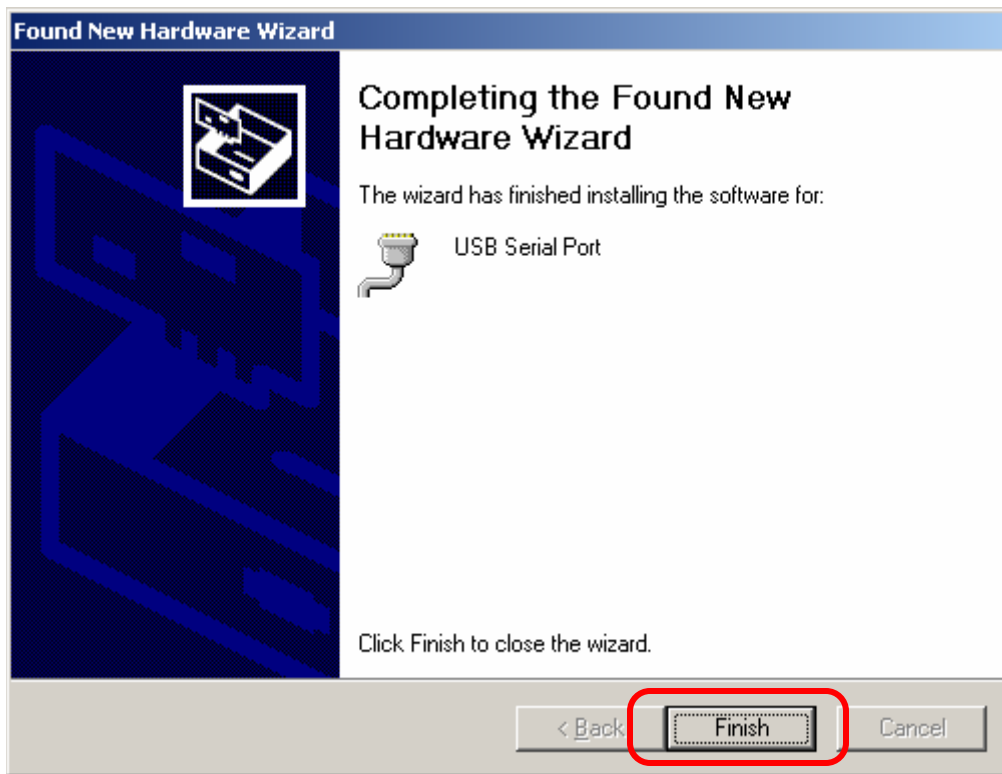 Found New Hardware Wizard
Completing the Found New
Hardware Wizard
The wizard has finished installing the software for:
USB Serial Port
Click Finish to close the wizard.
< Back
Finish
Cancel